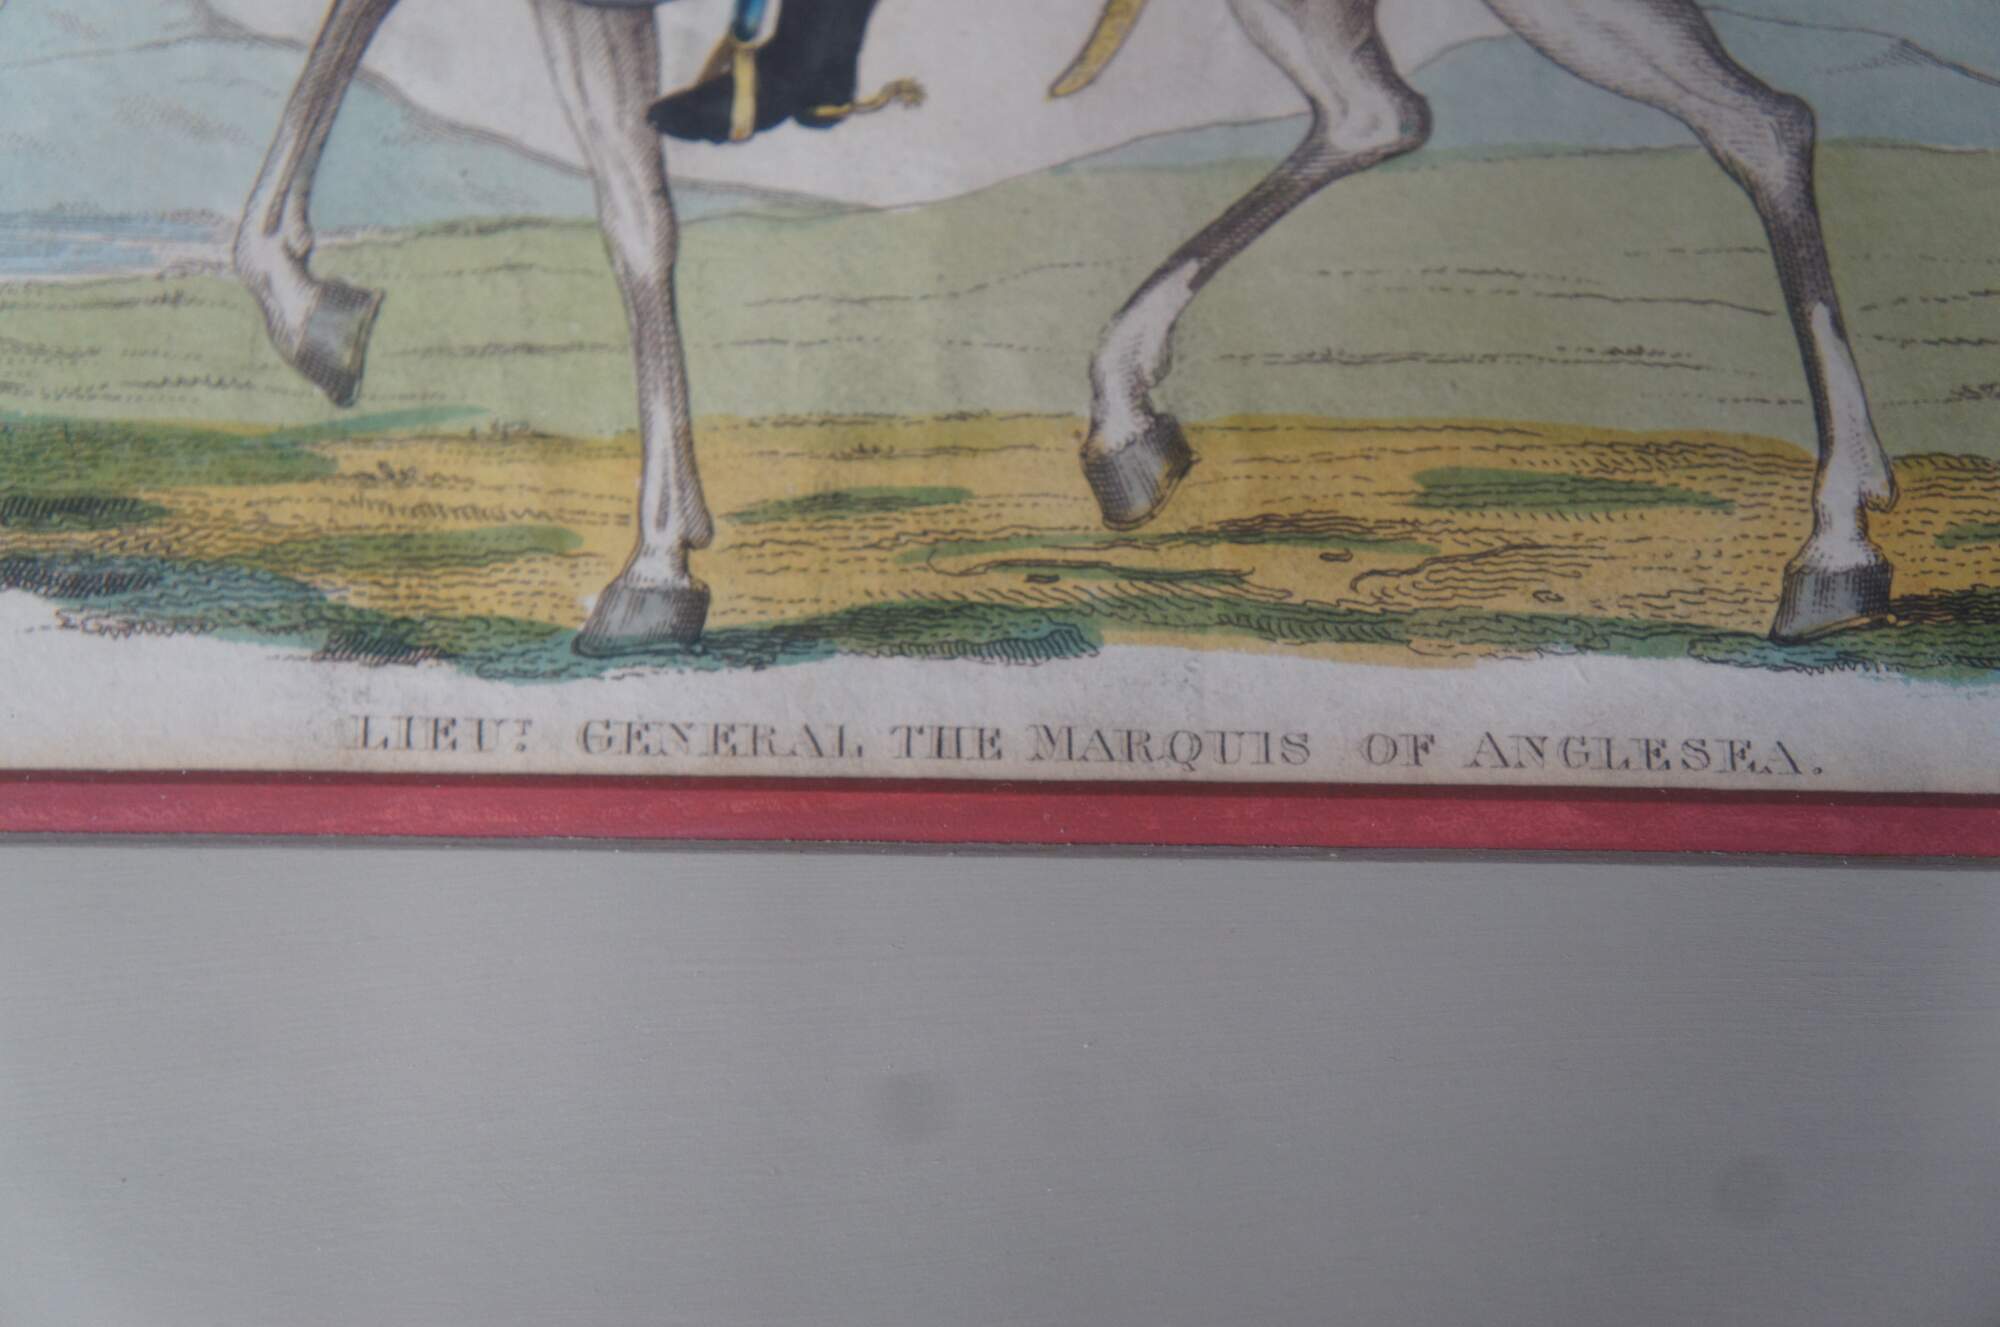 LIEUT. GENERAL THE MARQUIS OF ANGLESEA.